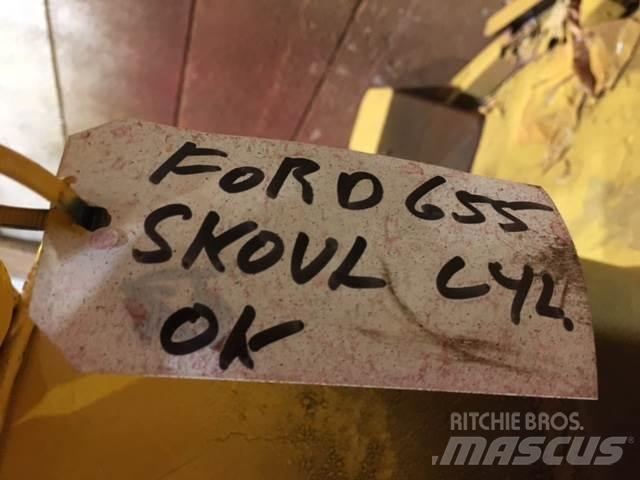 FORD 655
SKOVL CYL.
OK
RITCHIE BROS.
MASCUS